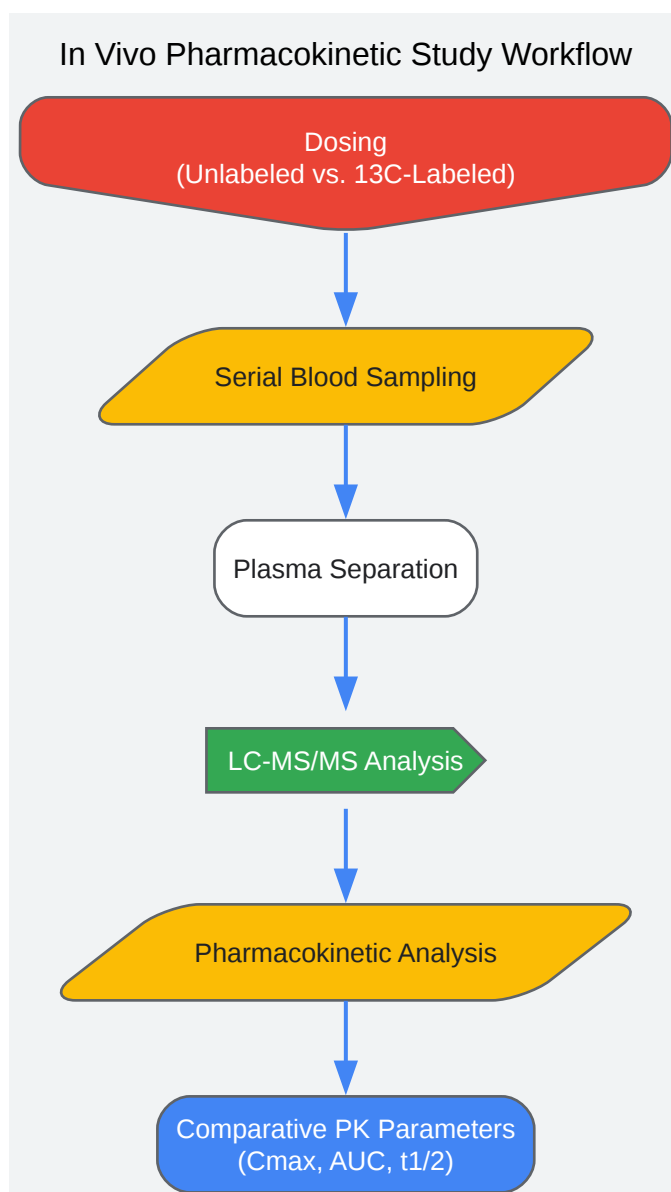 In Vivo Pharmacokinetic Study Workflow
Dosing
(Unlabeled vs. 13C-Labeled)
Serial Blood Sampling
Plasma Separation
LC-MS/MS Analysis
Pharmacokinetic Analysis
Comparative PK Parameters
(Cmax, AUC, t1/2)